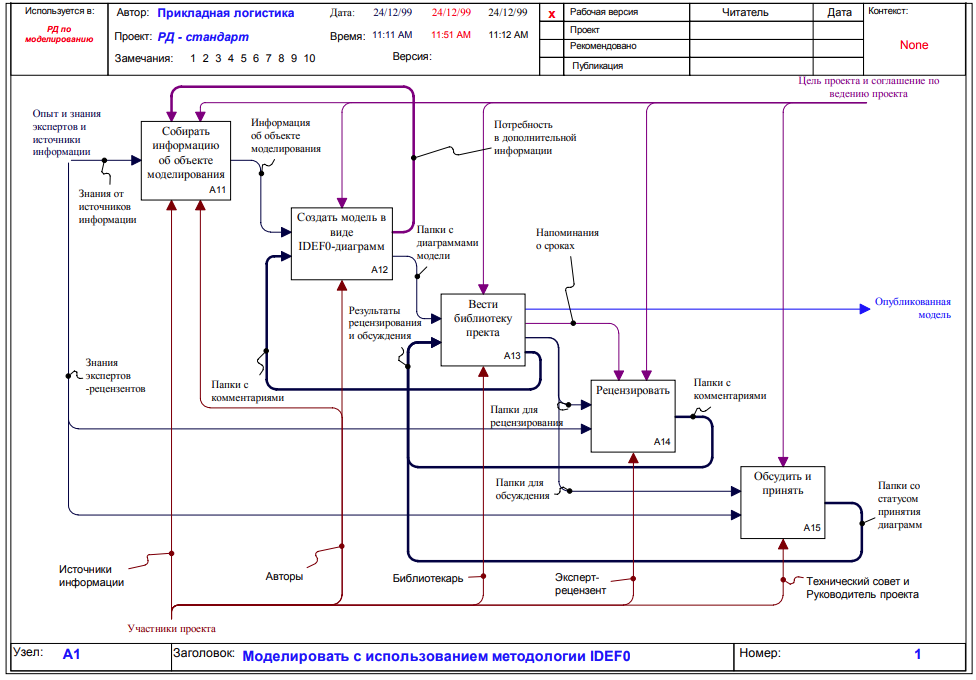 Используется в:
РД по
моделированию
Автор: Прикладная логистика
Проект: РД - стандарт
Замечания: 1 2 3 4 5 6 7 8 9 10
Дата: 24/12/99 24/12/99 24/12/99
Время: 11:11 AM 11:51 AM 11:12 AM
Версия:
x Рабочая версия
Проект
Рекомендовано
Публикация
Читатель
Дата
Контекст:
None
Цель проекта и соглашение по
ведению проекта
Опыт и знания
экспертов и
источники
информации
Собирать
информацию
об объекте
моделирования
A11
Информация
об объекте
моделирования
Потребность
в дополнительной
информации
Знания от
источников
информации
Создать модель в
виде
IDEF0-диаграмм
A12
Папки с
диаграммами
модели
Напоминания
о сроках
Результаты
рецензирования
и обсуждения
Вести
библиотеку
пректа
A13
Опубликованная
модель
Знания
экспертов
-рецензентов
Папки с
комментариями
Папки для
рецензирования
Рецензировать
A14
Папки с
комментариями
Папки для
обсуждения
Обсудить и
принять
A15
Папки со
статусом
принятия
диаграмм
Источники
информации
Авторы
Библиотекарь
Эксперт-
рецензент
Технический совет и
Руководитель проекта
Участники проекта
Узел: A1
Заголовок: Моделировать с использованием методологии IDEF0
Номер: 1